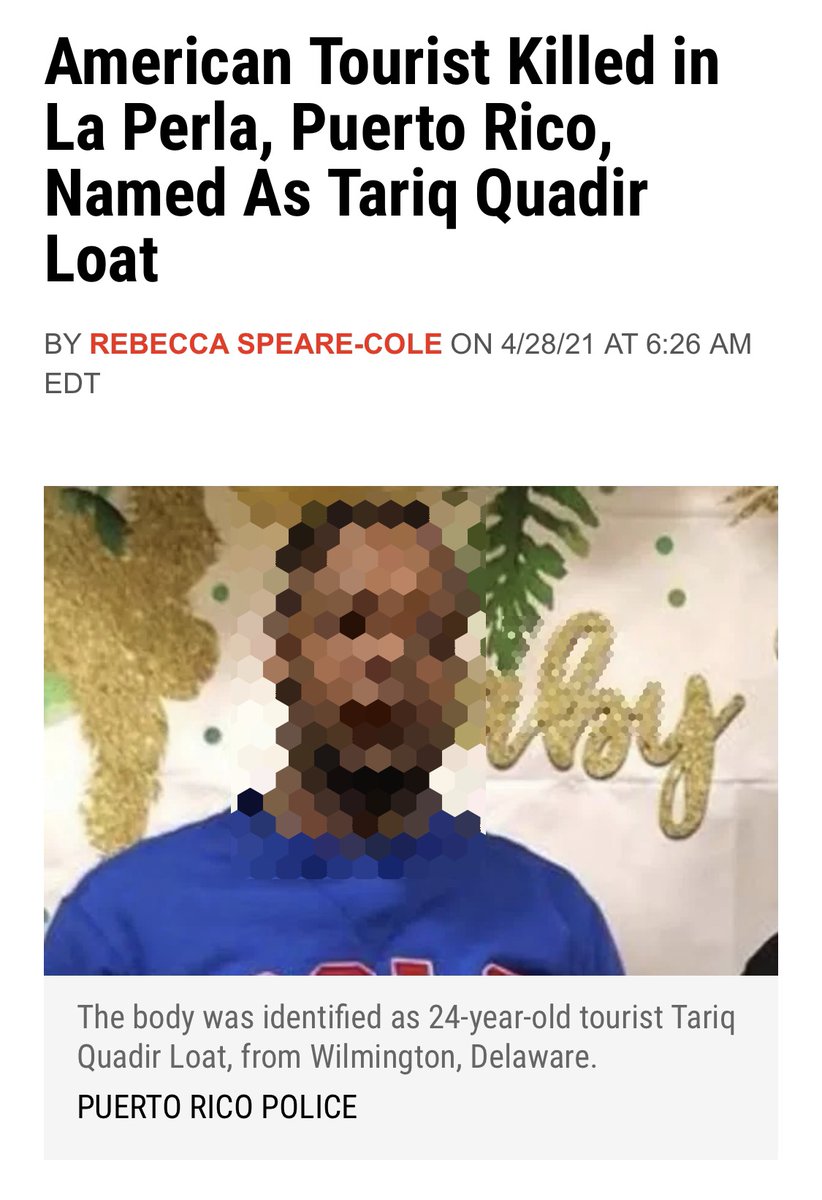 American Tourist Killed in
La Perla, Puerto Rico,
Named As Tariq Quadir
Loat
BY REBECCA SPEARE-COLE ON 4/28/21 AT 6:26 AM
EDT
The body was identified as 24-year-old tourist Tariq
Quadir Loat, from Wilmington, Delaware.
PUERTO RICO POLICE